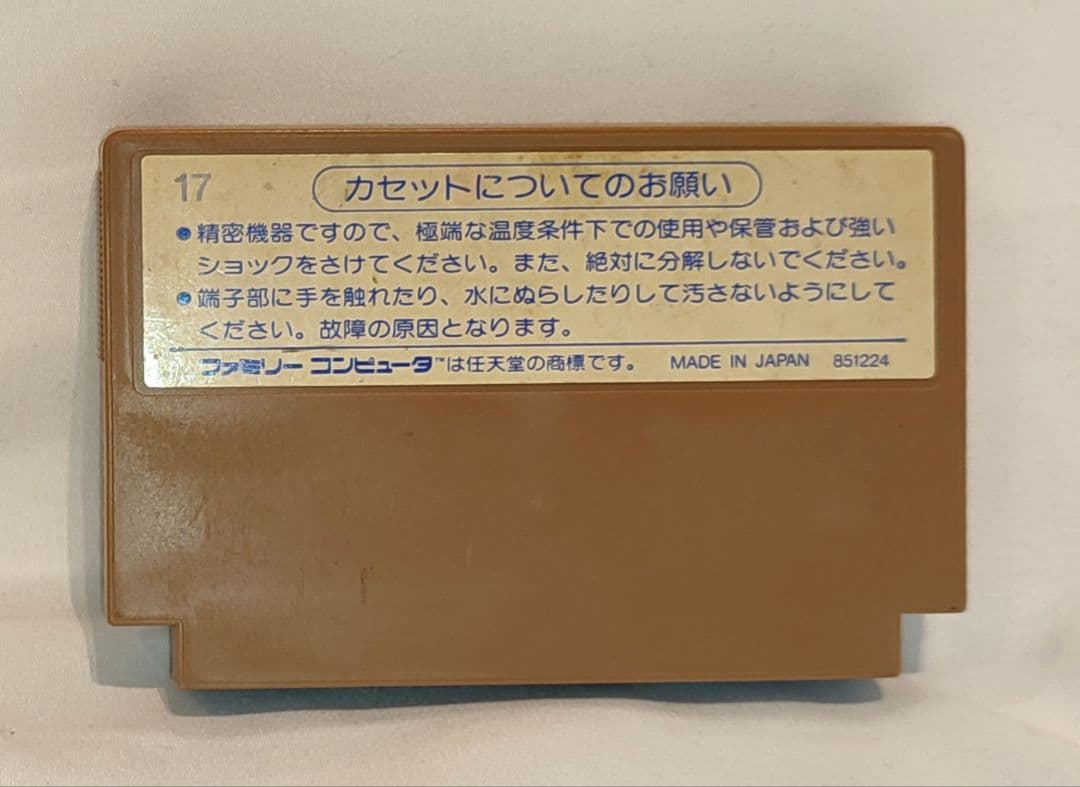 17
カセットについてのお願い
●精密機器ですので、極端な温度条件下での使用や保管および強い
ショックをさけてください。また、絶対に分解しないでください。
●端子部に手を触れたり、水にぬらしたりして汚さないようにして
ください。故障の原因となります。
ファミリー コンピュータ™は任天堂の商標です。 MADE IN JAPAN 851224